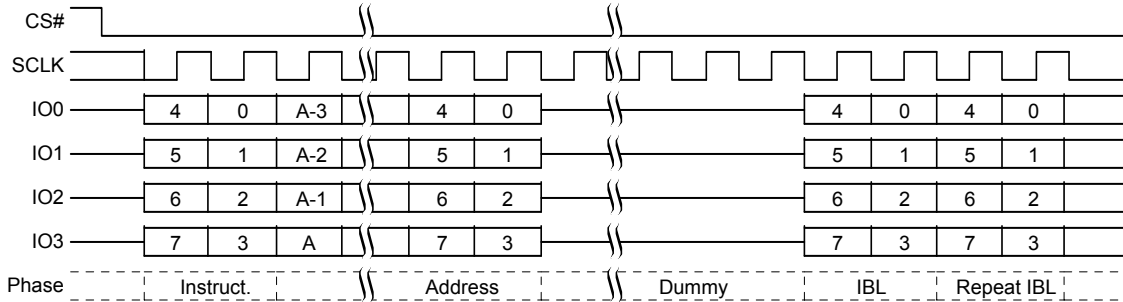 CS#
SCLK
IO0 4 0 A-3 4 0 4 0 4 0
IO1 5 1 A-2 5 1 5 1 5 1
IO2 6 2 A-1 6 2 6 2 6 2
IO3 7 3 A 7 3 7 3 7 3
Phase Instruct. Address Dummy IBL Repeat IBL